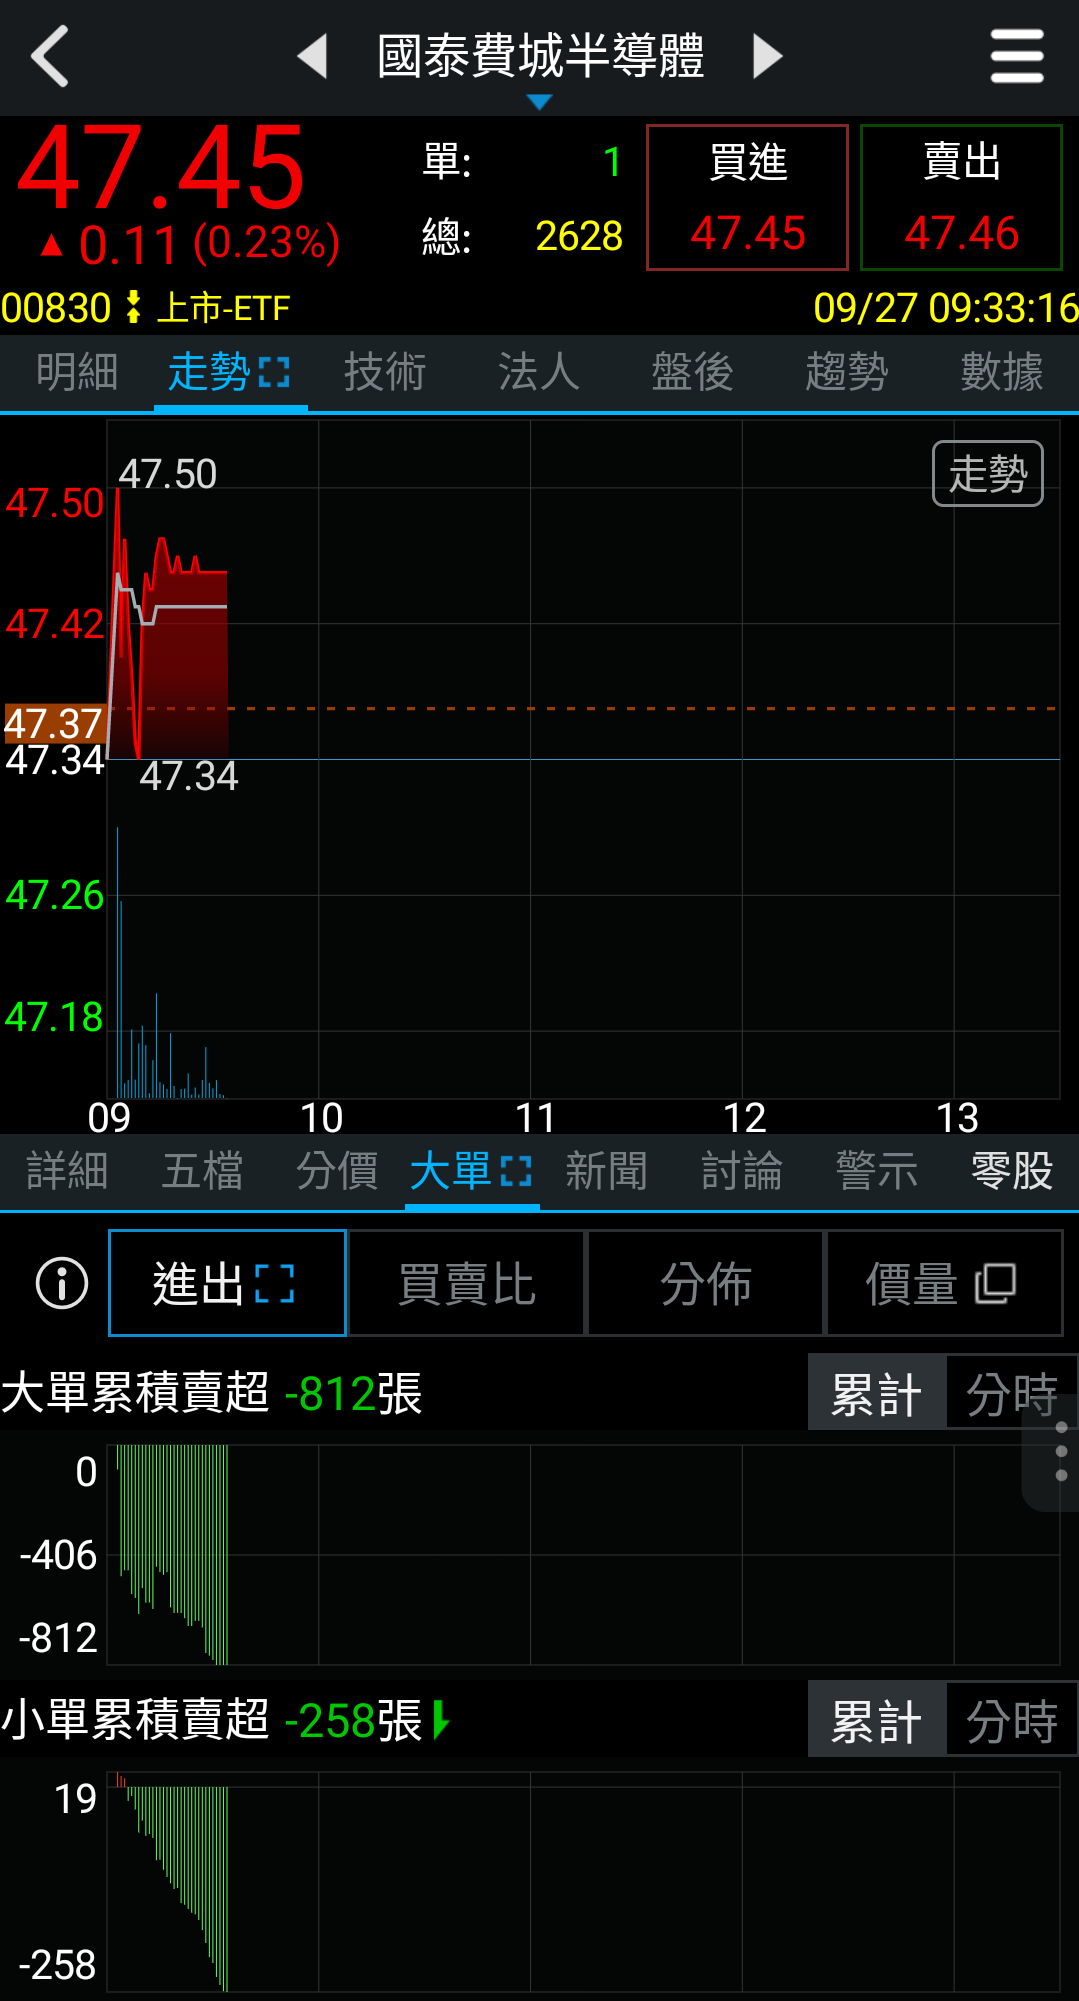 國泰費城半導體
47.45
▲ 0.11 (0.23%)
單: 1
總: 2628
買進
47.45
賣出
47.46
00830 上市-ETF
09/27 09:33:16
明細 走勢 技術 法人 盤後 趨勢 數據
走勢
47.50
47.50
47.42
47.37
47.34
47.34
47.26
47.18
09 10 11 12 13
詳細 五檔 分價 大單 新聞 討論 警示 零股
進出 買賣比 分佈 價量
大單累積賣超 -812張
累計 分時
0
-406
-812
小單累積賣超 -258張
累計 分時
19
-258